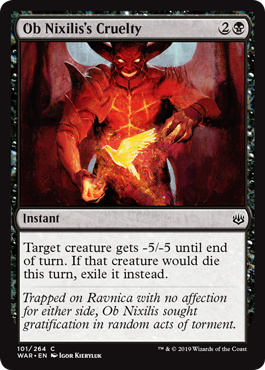 Ob Nixilis's Cruelty 2
Instant
Target creature gets -5/-5 until end
of turn. If that creature would die
this turn, exile it instead.
Trapped on Ravnica with no affection
for either side, Ob Nixilis sought
gratification in random acts of torment.
101/264 C
WAR • EN Igor Kieryluk
™ & © 2019 Wizards of the Coast